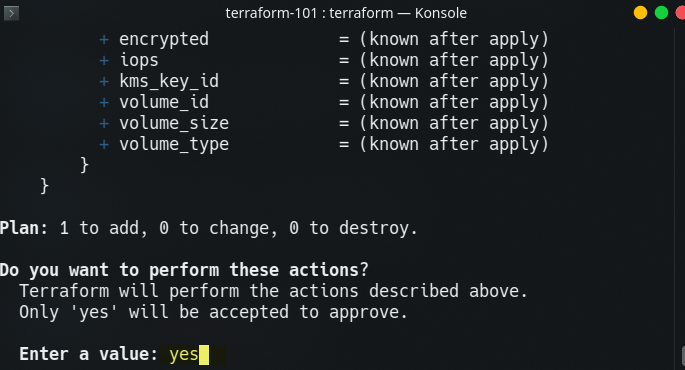 terraform-101 : terraform — Konsole
+ encrypted = (known after apply)
+ iops = (known after apply)
+ kms_key_id = (known after apply)
+ volume_id = (known after apply)
+ volume_size = (known after apply)
+ volume_type = (known after apply)
}
}
Plan: 1 to add, 0 to change, 0 to destroy.
Do you want to perform these actions?
Terraform will perform the actions described above.
Only 'yes' will be accepted to approve.
Enter a value: yes